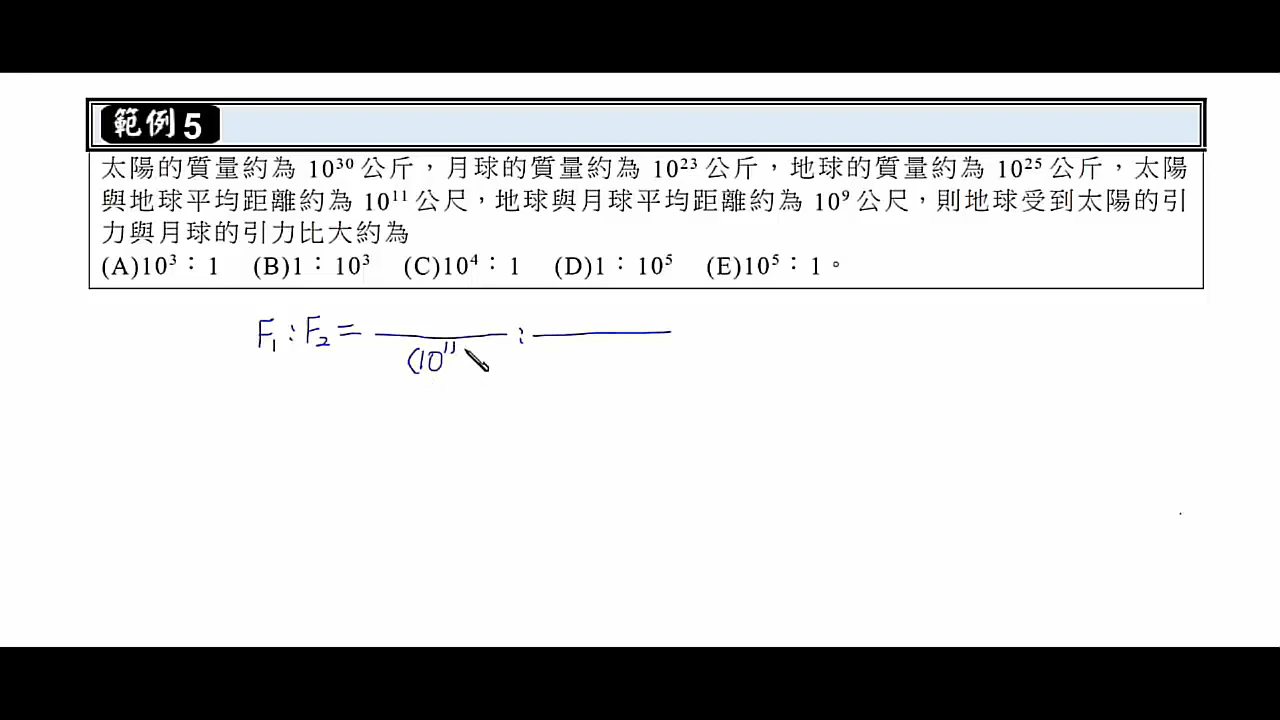 範例5
太陽的質量約為 10³⁰ 公斤，月球的質量約為 10²³ 公斤，地球的質量約為 10²⁵ 公斤，太陽
與地球平均距離約為 10¹¹ 公尺，地球與月球平均距離約為 10⁹ 公尺，則地球受到太陽的引
力與月球的引力比大約為
(A)10³：1 (B)1：10³ (C)10⁴：1 (D)1：10⁵ (E)10⁵：1。
F₁:F₂= :
(10¹¹